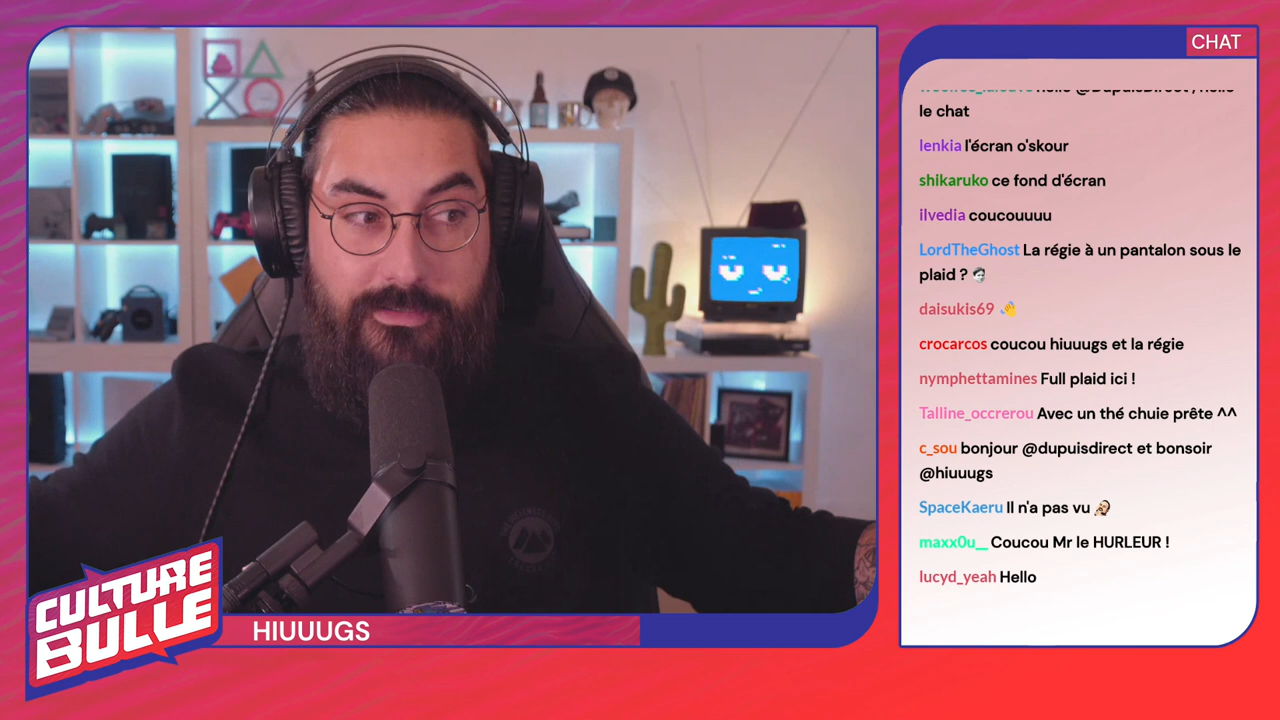 CHAT
le chat
lenkia l'écran o'skour
shikaruko ce fond d'écran
ilvedia coucouuuu
LordTheGhost La régie à un pantalon sous le
plaid ?
daisukis69
crocarcos coucou hiuuugs et la régie
nymphettamines Full plaid ici !
Talline_occrerou Avec un thé chuie prête ^^
c_sou bonjour @dupuisdirect et bonsoir
@hiuuugs
SpaceKaeru Il n'a pas vu
maxx0u__ Coucou Mr le HURLEUR !
lucyd_yeah Hello
CULTURE
BULLE
HIUUUGS